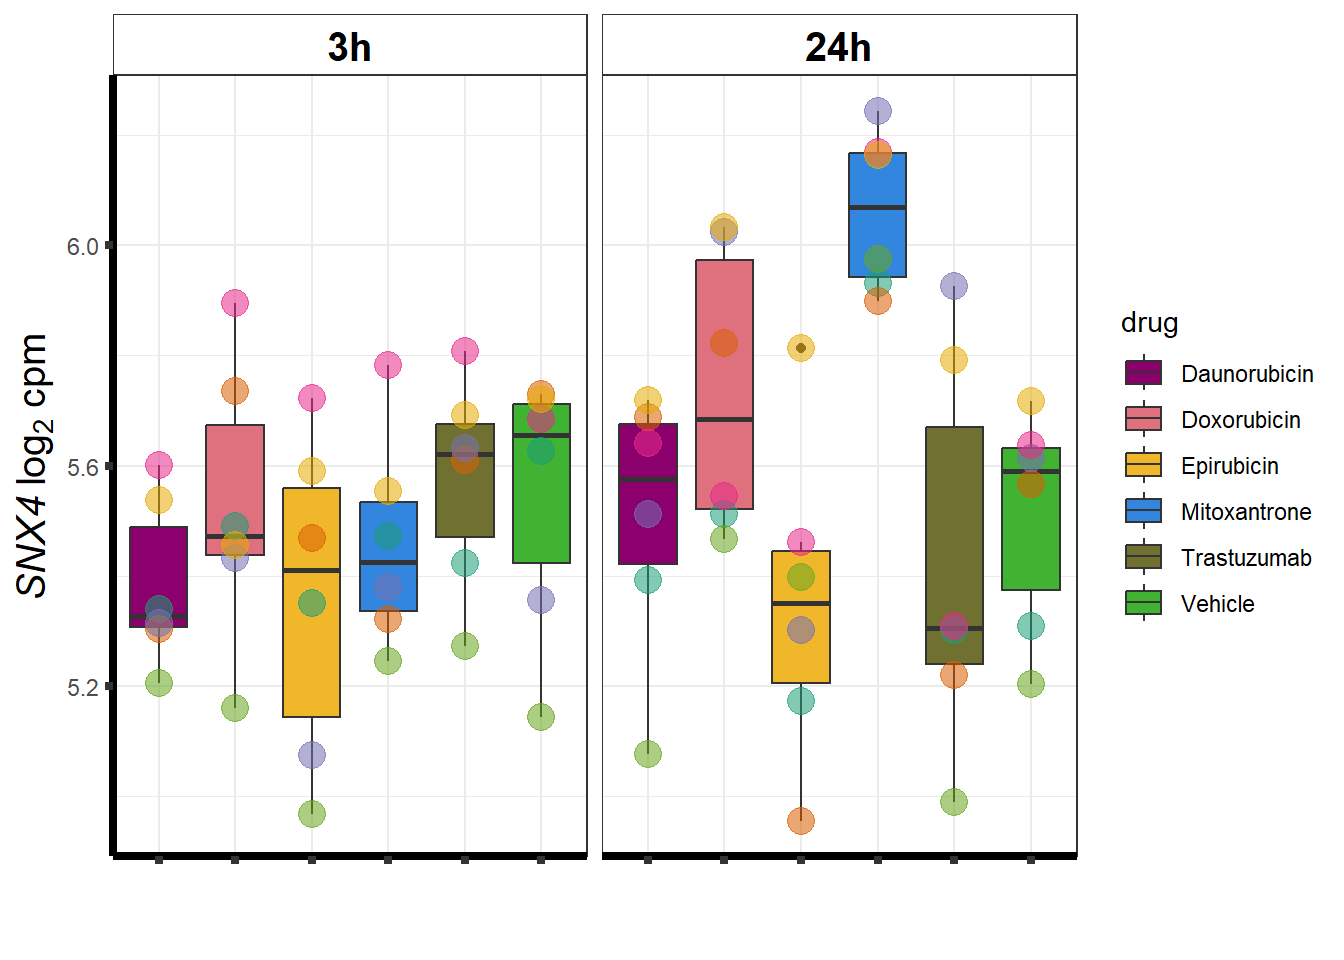 3h
24h
SNX4 log₂ cpm
6.0
5.6
5.2
drug
Daunorubicin
Doxorubicin
Epirubicin
Mitoxantrone
Trastuzumab
Vehicle